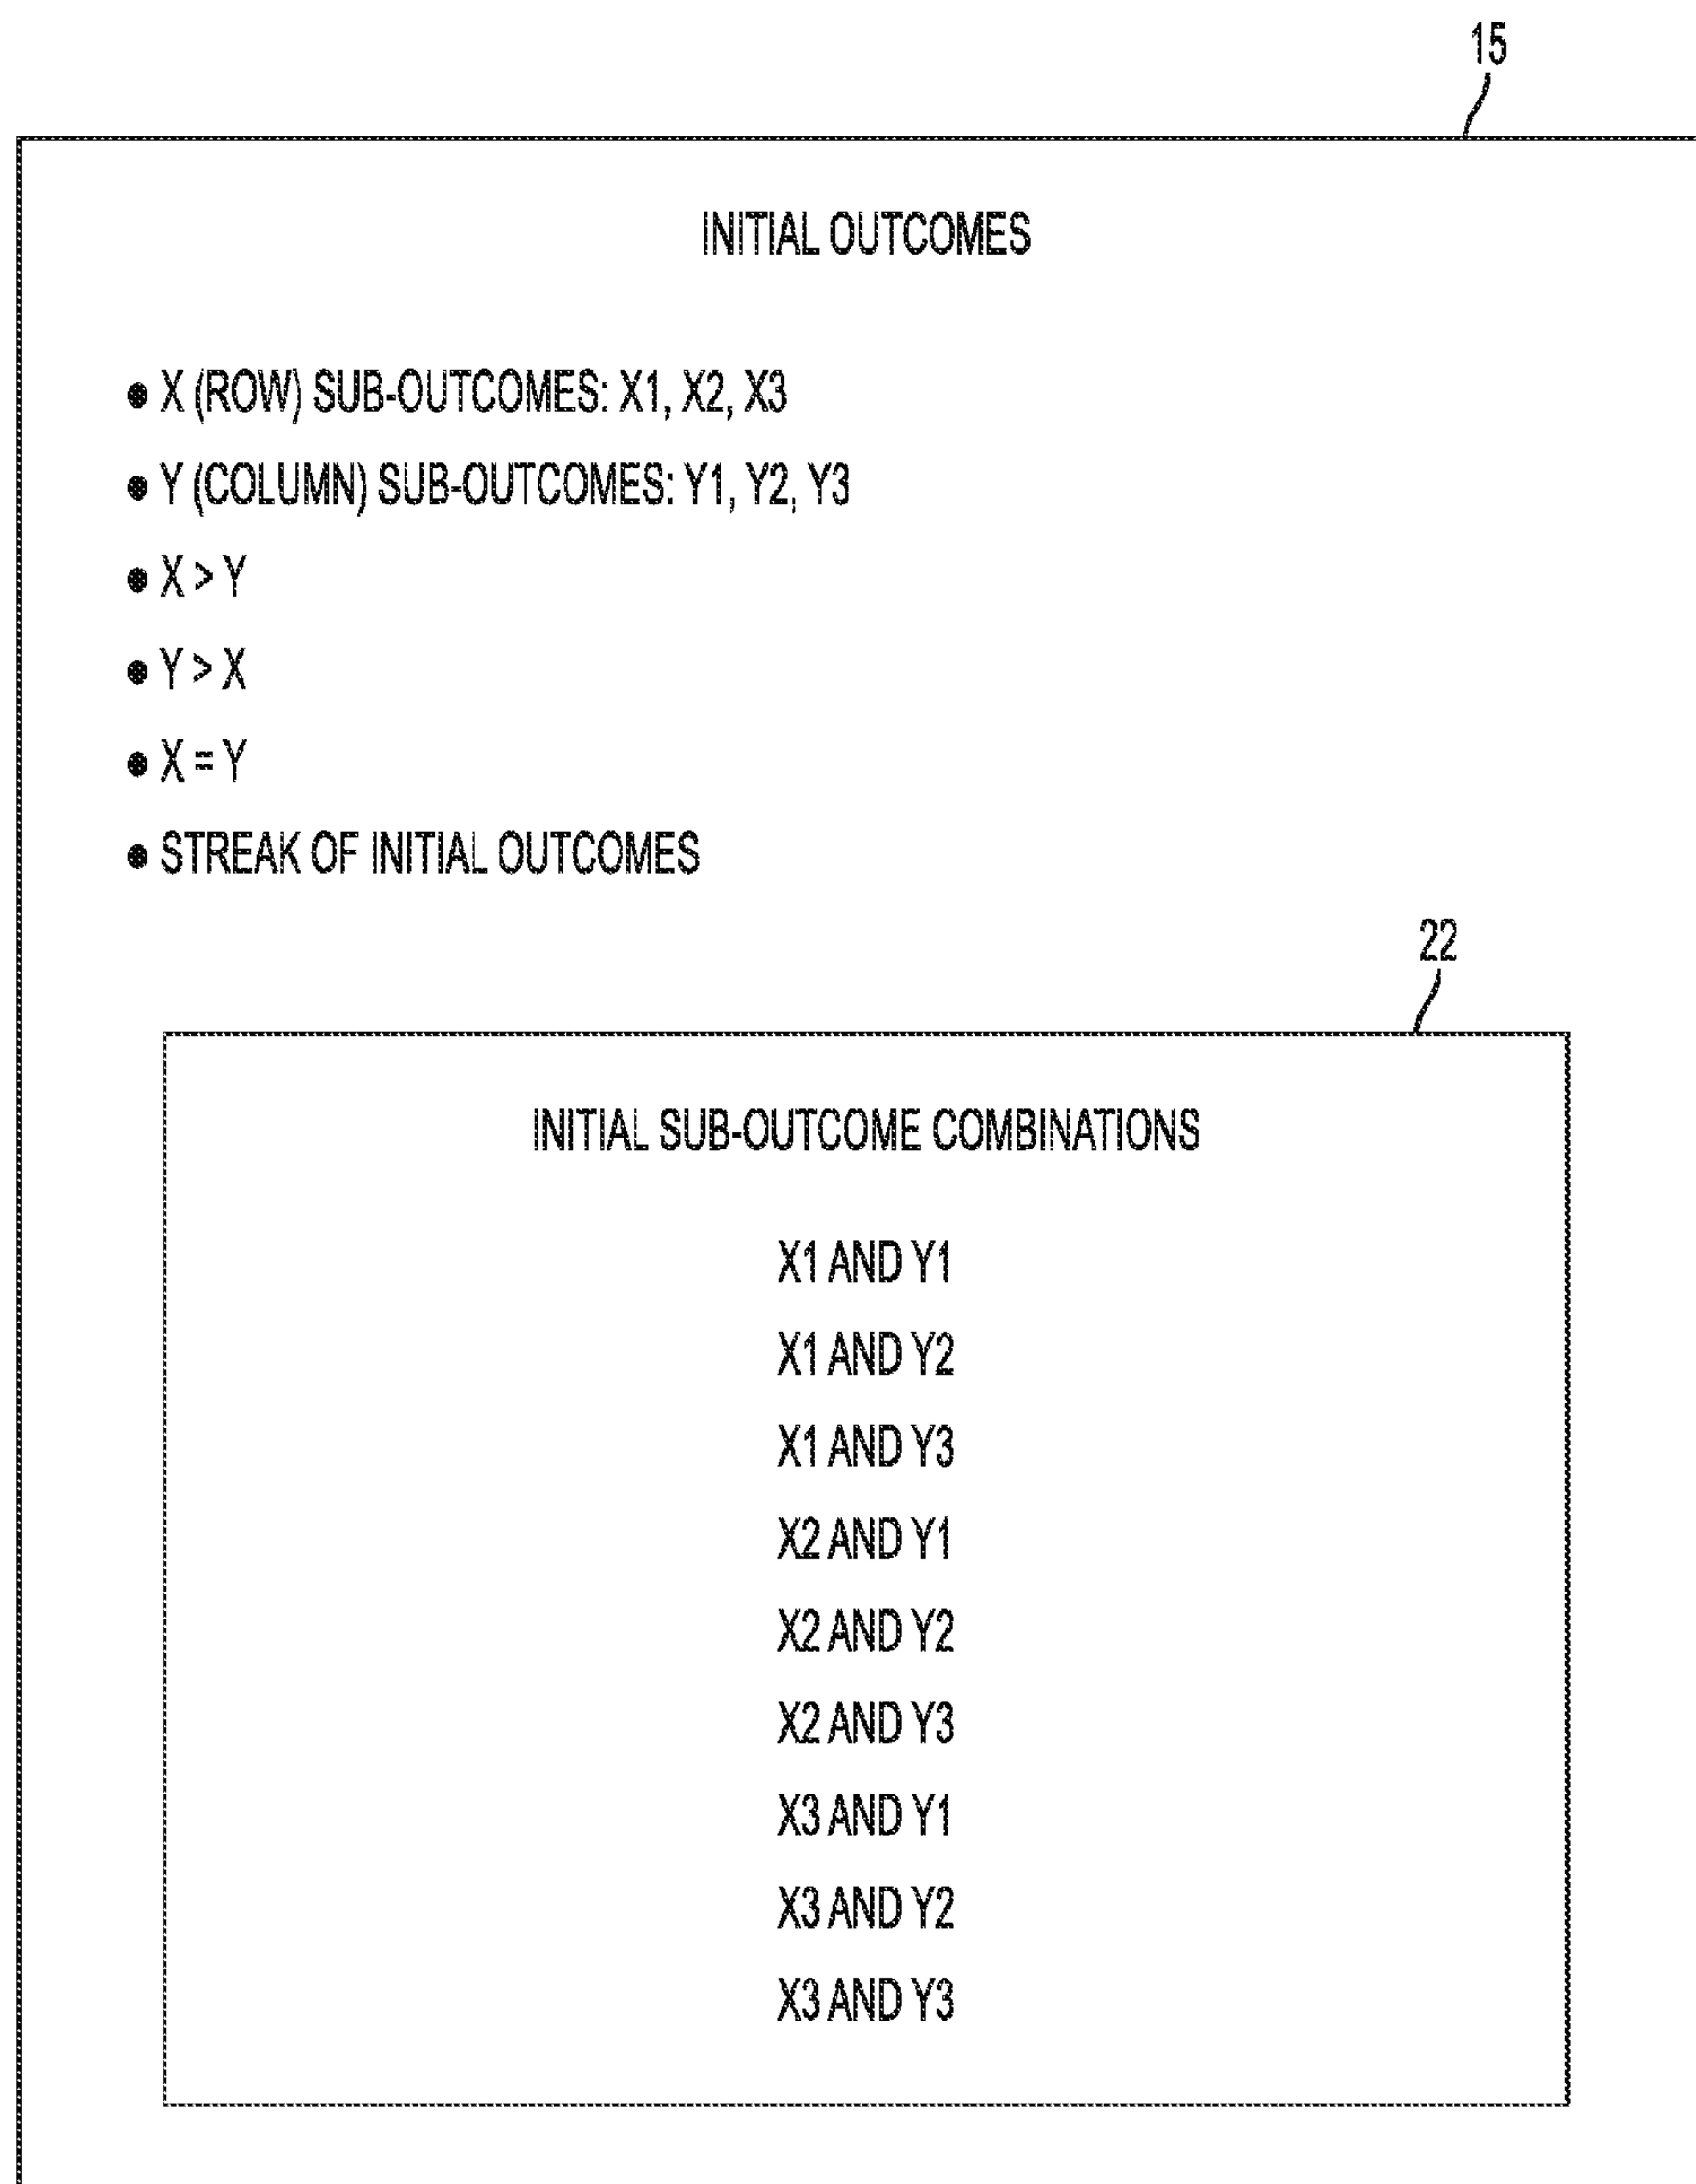 15
INITIAL OUTCOMES
● X (ROW) SUB-OUTCOMES: X1, X2, X3
● Y (COLUMN) SUB-OUTCOMES: Y1, Y2, Y3
● X > Y
● Y > X
● X = Y
● STREAK OF INITIAL OUTCOMES
22
INITIAL SUB-OUTCOME COMBINATIONS
X1 AND Y1
X1 AND Y2
X1 AND Y3
X2 AND Y1
X2 AND Y2
X2 AND Y3
X3 AND Y1
X3 AND Y2
X3 AND Y3